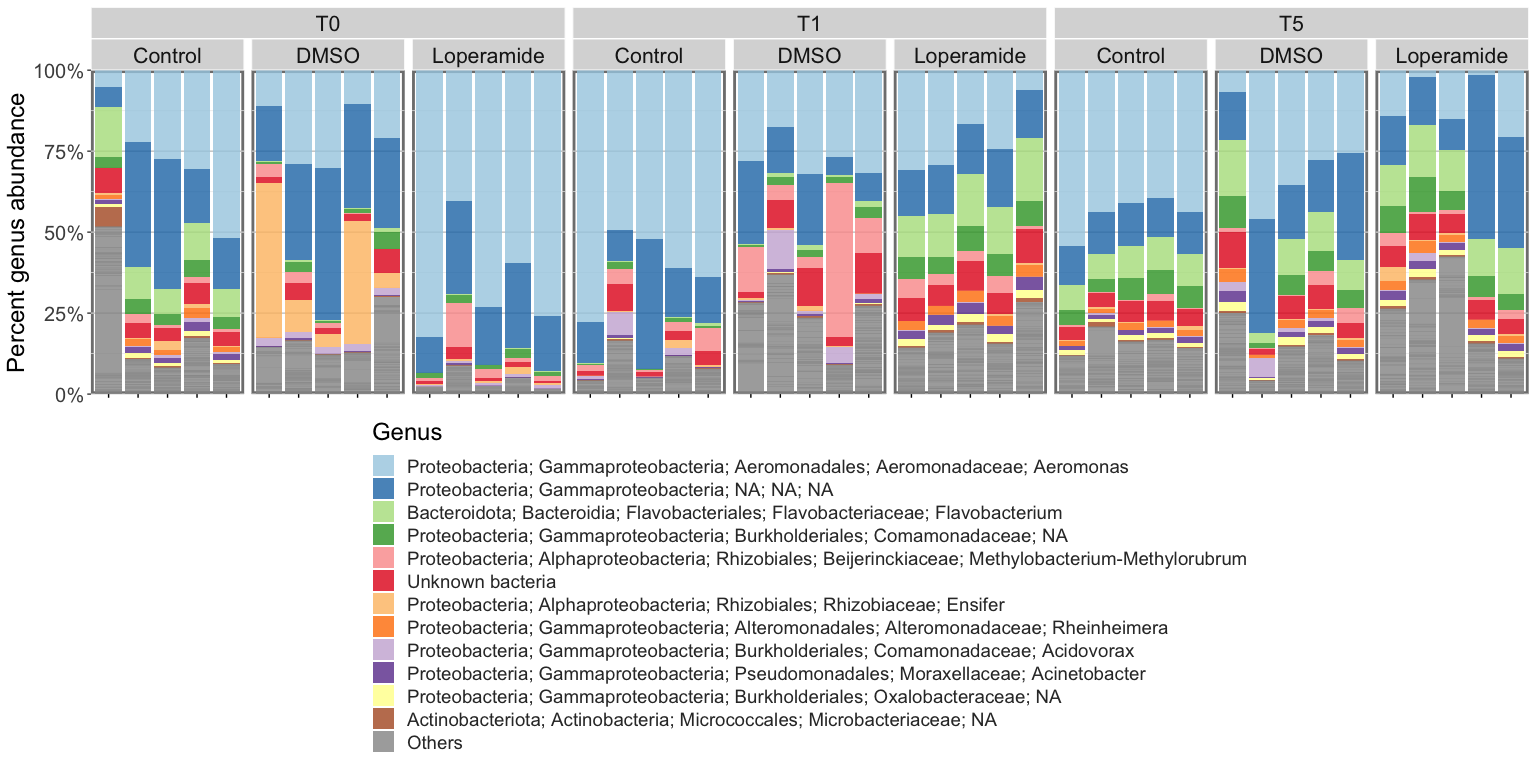 T0 T1 T5
Control DMSO Loperamide Control DMSO Loperamide Control DMSO Loperamide
Percent genus abundance
100%
75%
50%
25%
0%
Genus
Proteobacteria; Gammaproteobacteria; Aeromonadales; Aeromonadaceae; Aeromonas
Proteobacteria; Gammaproteobacteria; NA; NA; NA
Bacteroidota; Bacteroidia; Flavobacteriales; Flavobacteriaceae; Flavobacterium
Proteobacteria; Gammaproteobacteria; Burkholderiales; Comamonadaceae; NA
Proteobacteria; Alphaproteobacteria; Rhizobiales; Beijerinckiaceae; Methylobacterium-Methylorubrum
Unknown bacteria
Proteobacteria; Alphaproteobacteria; Rhizobiales; Rhizobiaceae; Ensifer
Proteobacteria; Gammaproteobacteria; Alteromonadales; Alteromonadaceae; Rheinheimera
Proteobacteria; Gammaproteobacteria; Burkholderiales; Comamonadaceae; Acidovorax
Proteobacteria; Gammaproteobacteria; Pseudomonadales; Moraxellaceae; Acinetobacter
Proteobacteria; Gammaproteobacteria; Burkholderiales; Oxalobacteraceae; NA
Actinobacteriota; Actinobacteria; Micrococcales; Microbacteriaceae; NA
Others